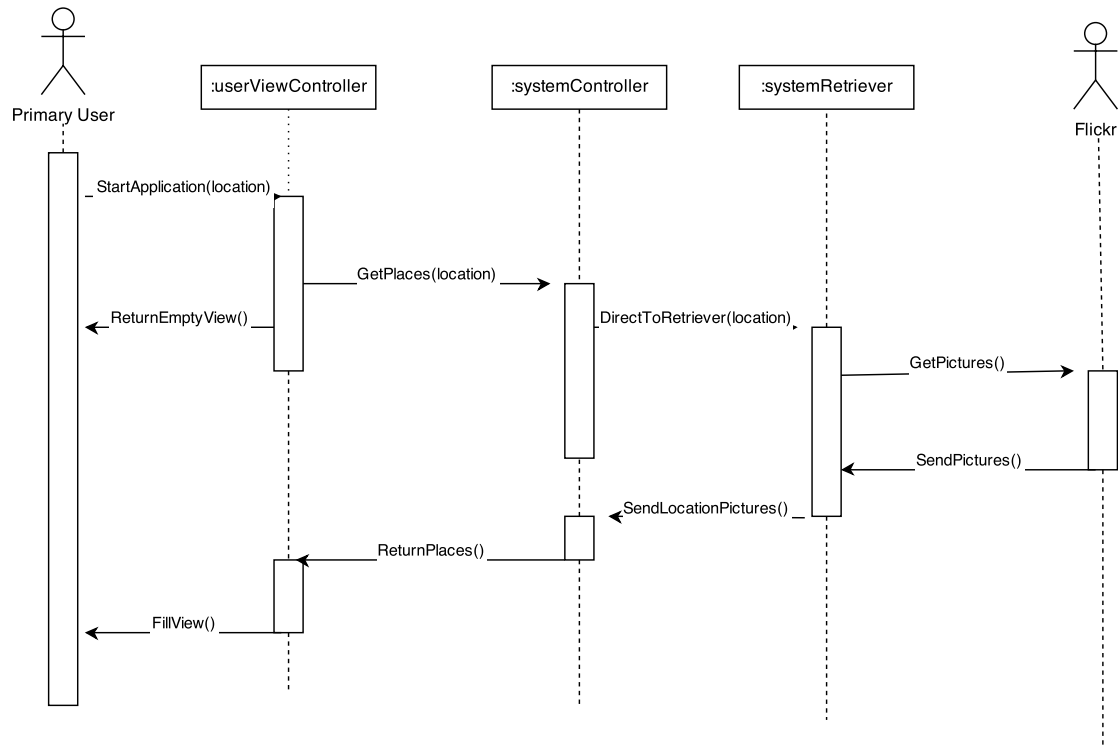 :userViewController
:systemController
:systemRetriever
Primary User
Flickr
StartApplication(location)
GetPlaces(location)
ReturnEmptyView()
DirectToRetriever(location)
GetPictures()
SendPictures()
SendLocationPictures()
ReturnPlaces()
FillView()